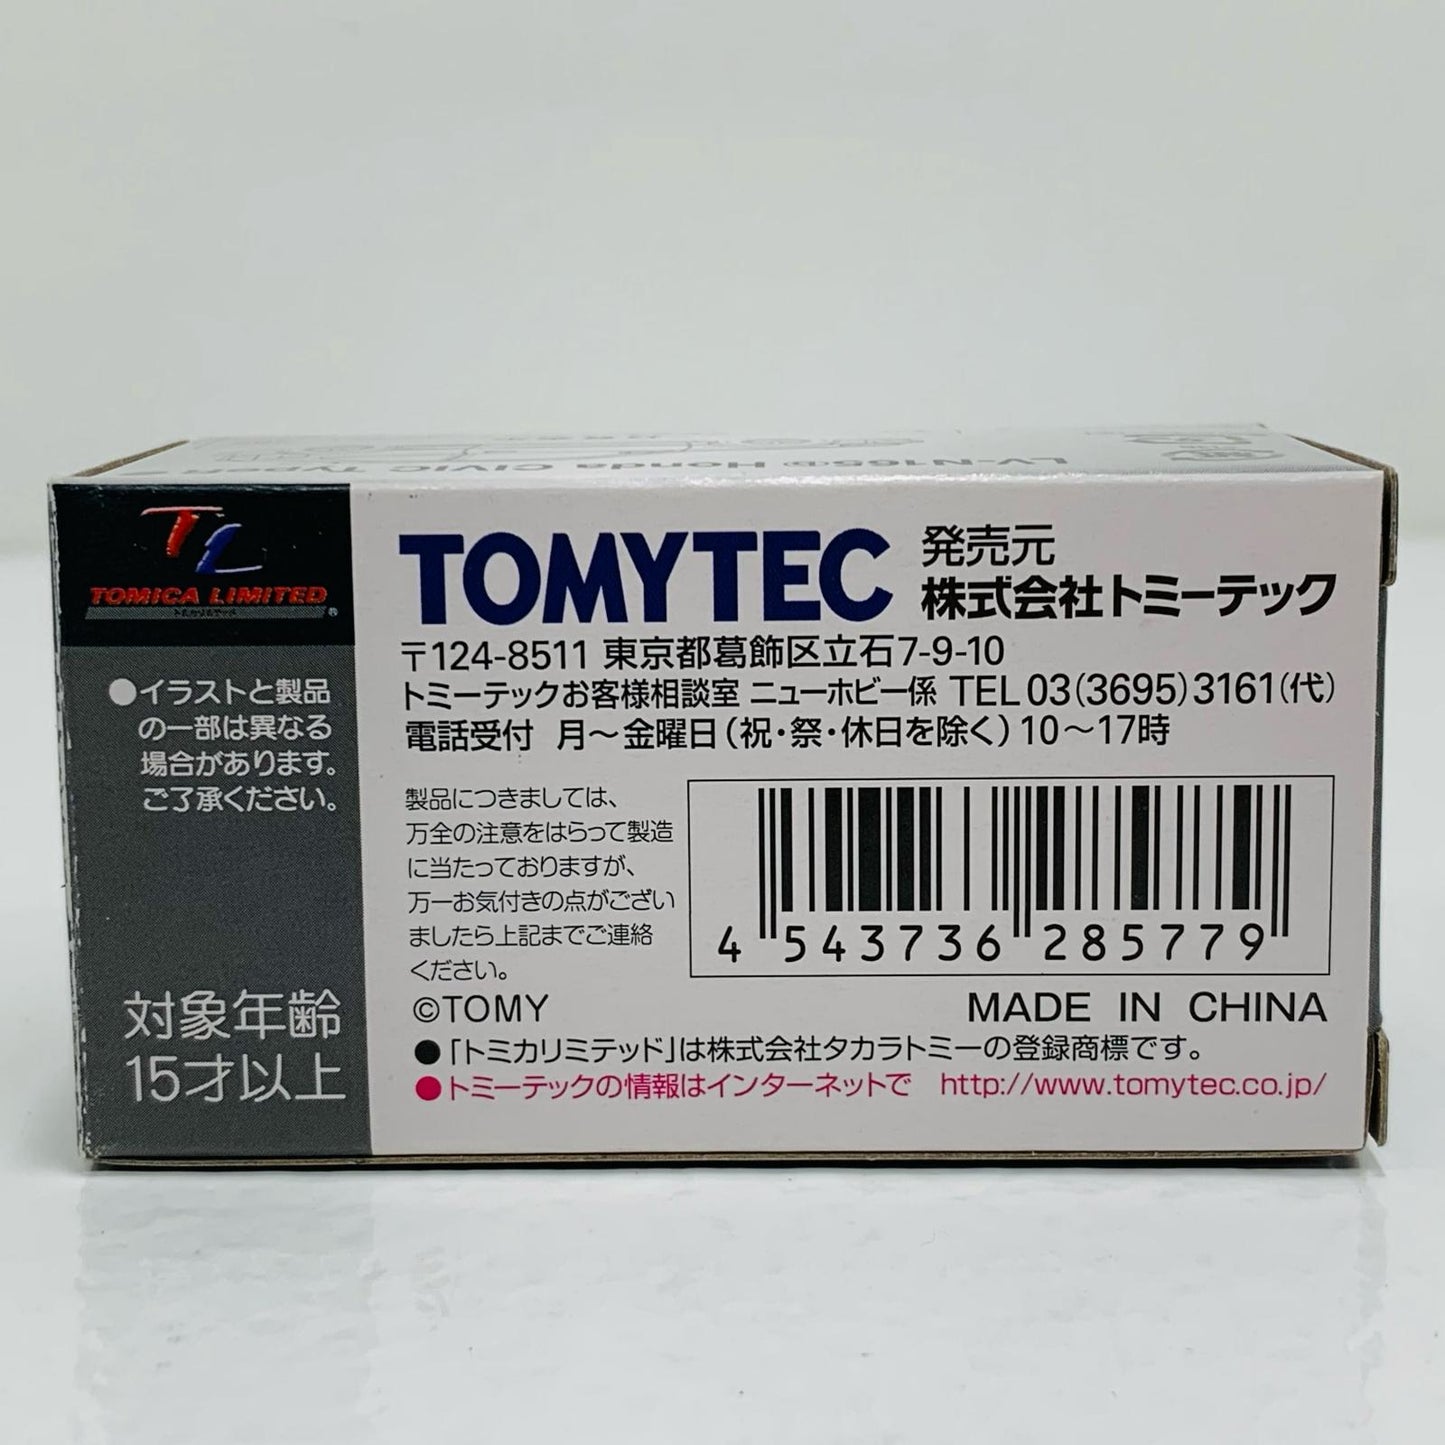 LV-N165ⓑ Honda CIVIC TypeR
TL
TOMICA LIMITED
®
●イラストと製品
の一部は異なる
場合があります。
ご了承ください。
対象年齢
15才以上
TOMYTEC 発売元
株式会社トミーテック
〒124-8511 東京都葛飾区立石7-9-10
トミーテックお客様相談室 ニューホビー係 TEL 03(3695)3161(代)
電話受付 月〜金曜日(祝・祭・休日を除く)10〜17時
製品につきましては、
万全の注意をはらって製造
に当たっておりますが、
万一お気付きの点がござい
ましたら上記までご連絡
ください。
4 543736 285779
©TOMY MADE IN CHINA
●「トミカリミテッド」は株式会社タカラトミーの登録商標です。
●トミーテックの情報はインターネットで http://www.tomytec.co.jp/